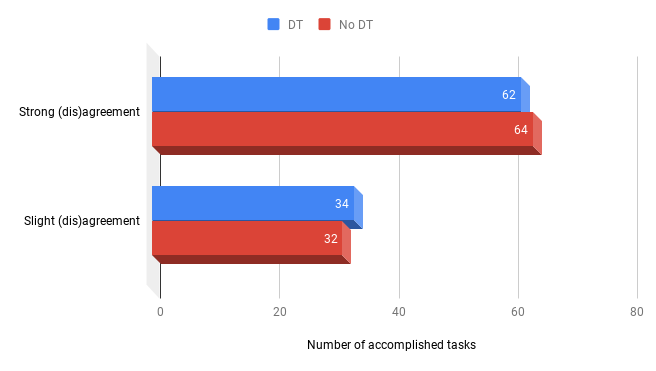 DT No DT
Strong (dis)agreement
62
64
Slight (dis)agreement
34
32
0 20 40 60 80
Number of accomplished tasks